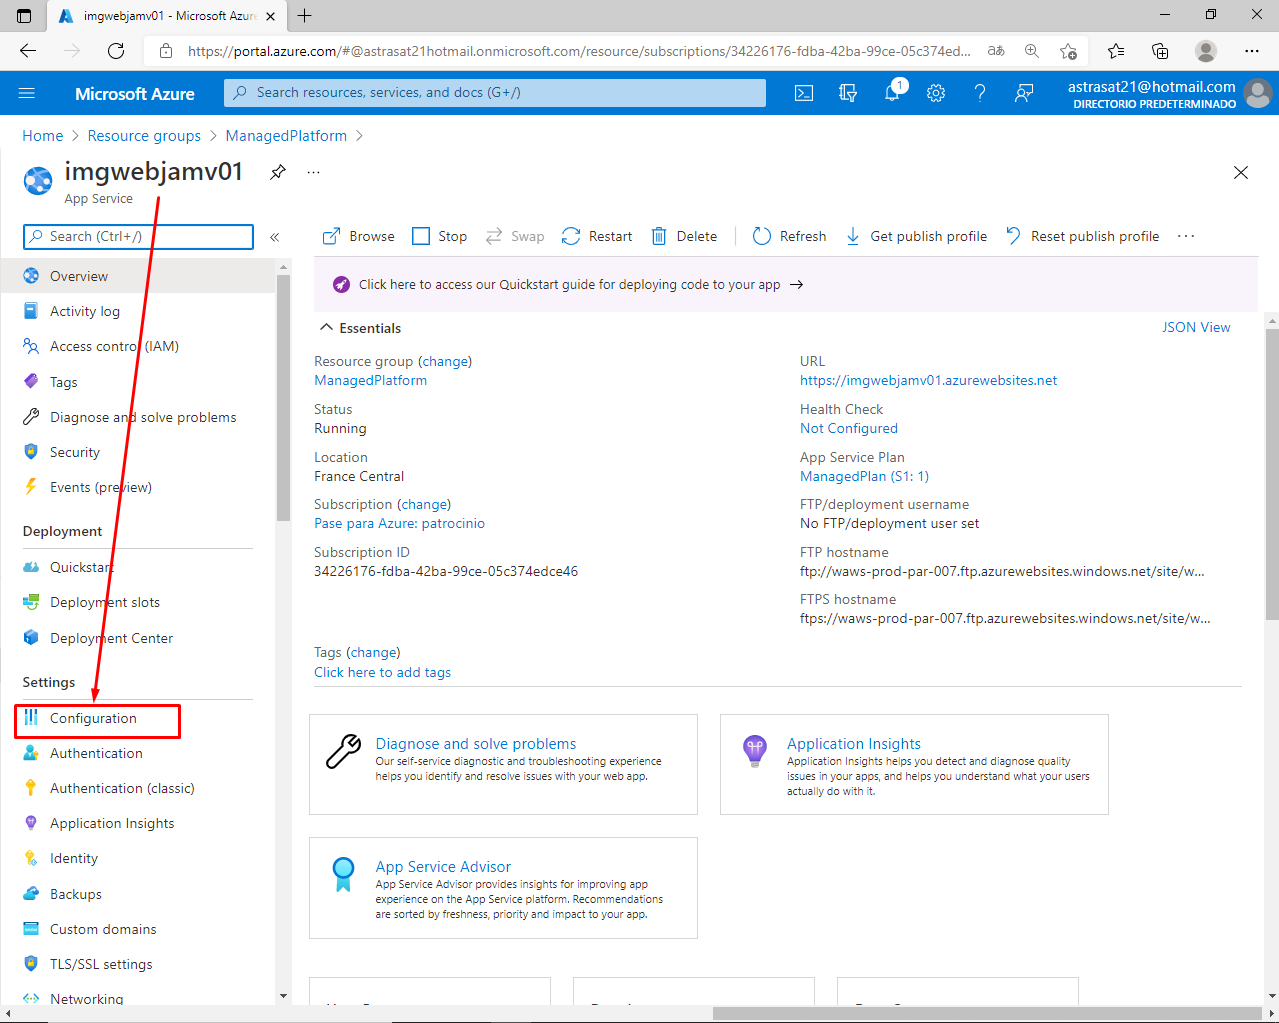 imgwebjamv01 - Microsoft Azure
https://portal.azure.com/#@astrasat21hotmail.onmicrosoft.com/resource/subscriptions/34226176-fdba-42ba-99ce-05c374ed...
Microsoft Azure
Search resources, services, and docs (G+/)
1
astrasat21@hotmail.com
DIRECTORIO PREDETERMINADO
Home > Resource groups > ManagedPlatform >
imgwebjamv01
App Service
Search (Ctrl+/)
Browse
Stop
Swap
Restart
Delete
Refresh
Get publish profile
Reset publish profile
Overview
Activity log
Access control (IAM)
Tags
Diagnose and solve problems
Security
Events (preview)
Deployment
Quickstart
Deployment slots
Deployment Center
Settings
Configuration
Authentication
Authentication (classic)
Application Insights
Identity
Backups
Custom domains
TLS/SSL settings
Networking
Click here to access our Quickstart guide for deploying code to your app →
Essentials
JSON View
Resource group (change)
ManagedPlatform
Status
Running
Location
France Central
Subscription (change)
Pase para Azure: patrocinio
Subscription ID
34226176-fdba-42ba-99ce-05c374edce46
URL
https://imgwebjamv01.azurewebsites.net
Health Check
Not Configured
App Service Plan
ManagedPlan (S1: 1)
FTP/deployment username
No FTP/deployment user set
FTP hostname
ftp://waws-prod-par-007.ftp.azurewebsites.windows.net/site/w...
FTPS hostname
ftps://waws-prod-par-007.ftp.azurewebsites.windows.net/site/w...
Tags (change)
Click here to add tags
Diagnose and solve problems
Our self-service diagnostic and troubleshooting experience
helps you identify and resolve issues with your web app.
Application Insights
Application Insights helps you detect and diagnose quality
issues in your apps, and helps you understand what your users
actually do with it.
App Service Advisor
App Service Advisor provides insights for improving app
experience on the App Service platform. Recommendations
are sorted by freshness, priority and impact to your app.